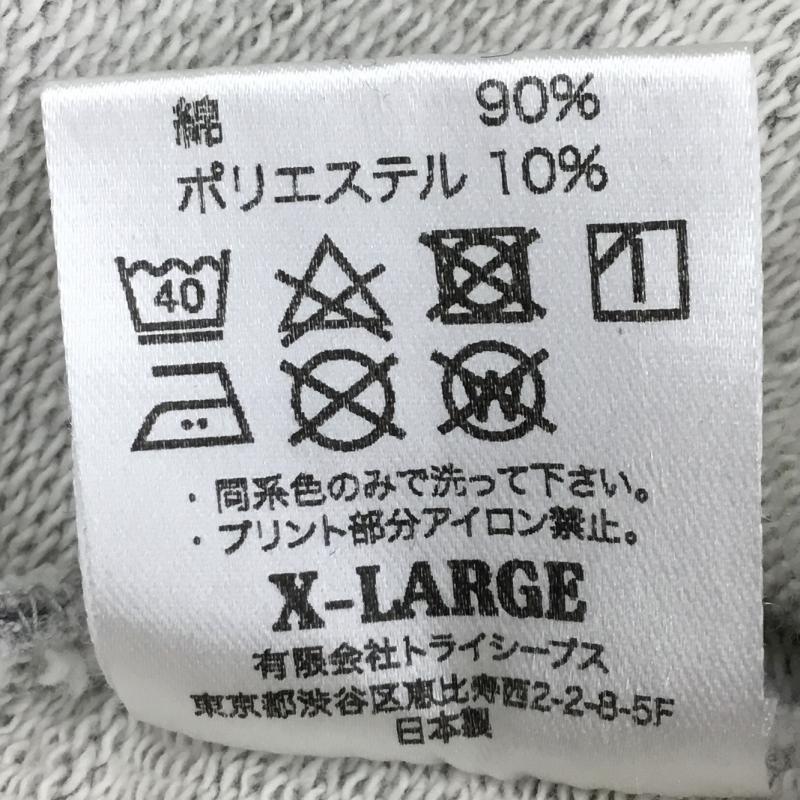 綿 90%
ポリエステル 10%
40
W
・同系色のみで洗って下さい。
・プリント部分アイロン禁止。
X-LARGE
有限会社トライシープス
東京都渋谷区恵比寿西2-2-8-5F
日本製